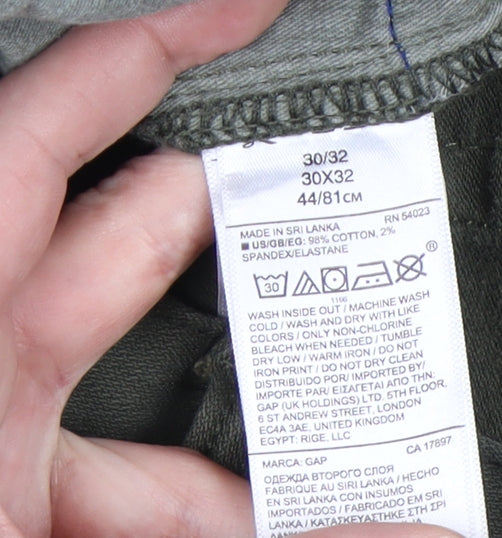 30/32
30X32
44/81CM
MADE IN SRI LANKA RN 54023
■ US/GB/EG: 98% COTTON, 2%
SPANDEX/ELASTANE
®
30
1166
WASH INSIDE OUT / MACHINE WASH
COLD / WASH AND DRY WITH LIKE
COLORS / ONLY NON-CHLORINE
BLEACH WHEN NEEDED / TUMBLE
DRY LOW / WARM IRON / DO NOT
IRON PRINT / DO NOT DRY CLEAN
DISTRIBUIDO POR/ IMPORTED BY/
IMPORTE PAR/ ΕΙΣΑΓΕΤΑΙ ΑΠΟ ΤΗΝ:
GAP (UK HOLDINGS) LTD, 5TH FLOOR,
6 ST ANDREW STREET, LONDON
EC4A 3AE, UNITED KINGDOM
EGYPT: RIGE, LLC
MARCA: GAP CA 17897
ОДЕЖДА ВТОРОГО СЛОЯ
FABRIQUE AU SIRI LANKA / HECHO
EN SRI LANKA CON INSUMOS
IMPORTADOS / FABRICADO EM SRI
LANKA / ΚΑΤΑΣΚΕΥΑΣΤΗΚΕ ΣΤΗ ΣΡΙ